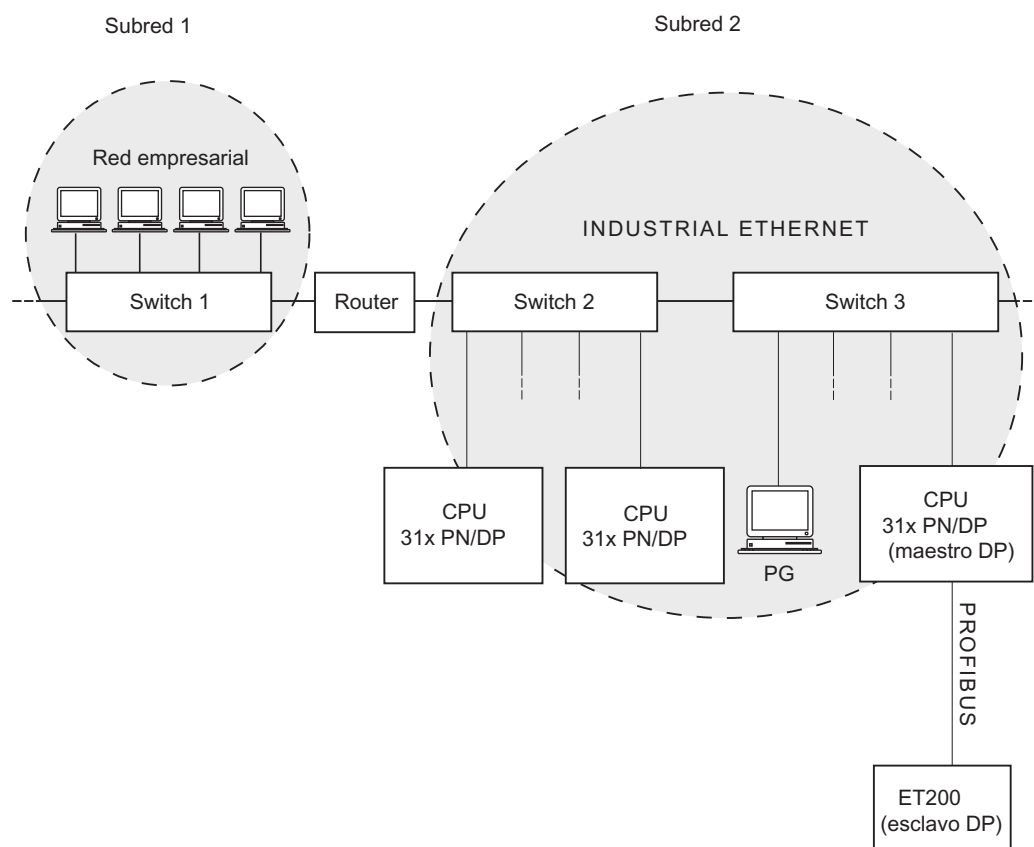 Subred 1
Subred 2
Red empresarial
INDUSTRIAL ETHERNET
Switch 1
Router
Switch 2
Switch 3
CPU
31x PN/DP
CPU
31x PN/DP
PG
CPU
31x PN/DP
(maestro DP)
PROFIBUS
ET200
(esclavo DP)